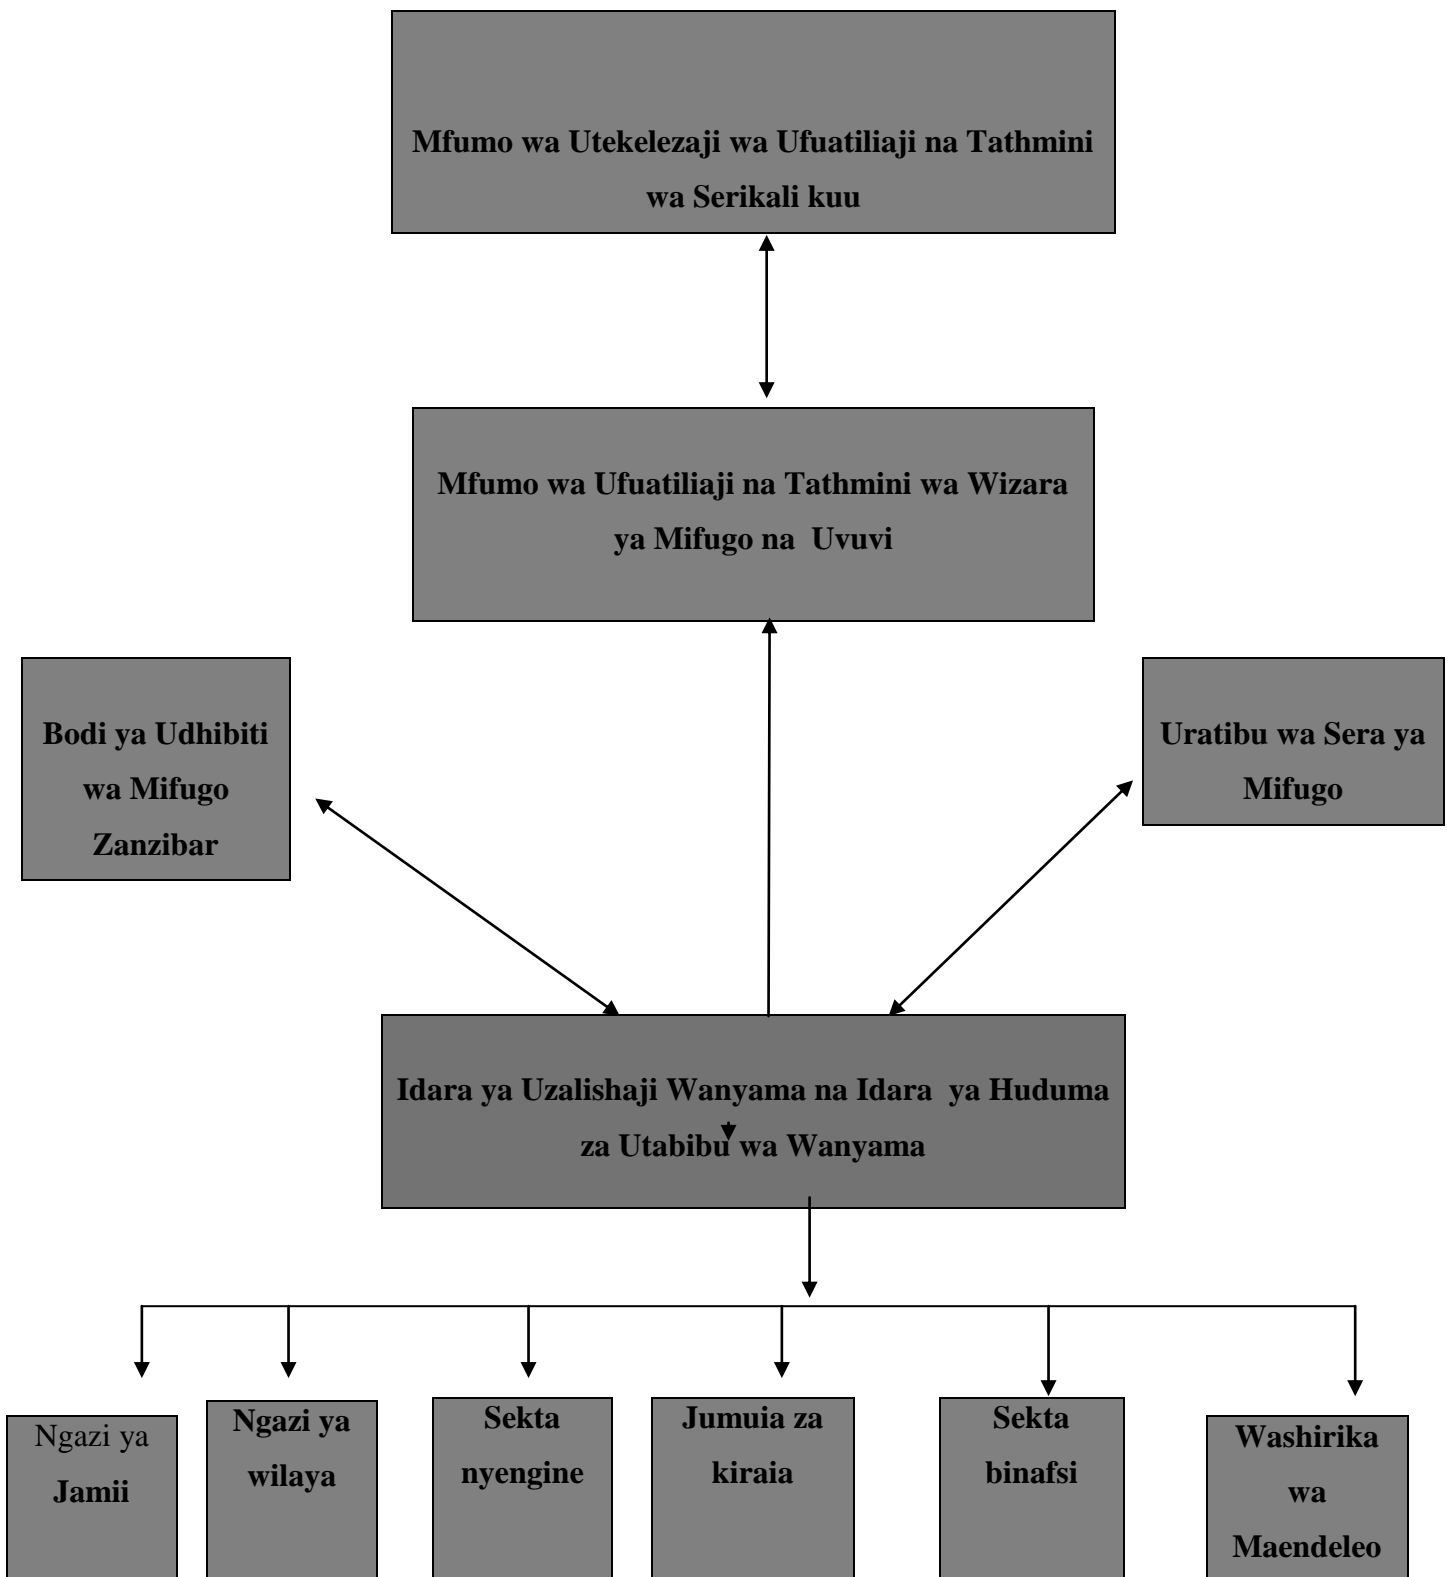 Mfumo wa Utekelezaji wa Ufuatiliaji na Tathmini
wa Serikali kuu
Mfumo wa Ufuatiliaji na Tathmini wa Wizara
ya Mifugo na Uvuvi
Bodi ya Udhibiti
wa Mifugo
Zanzibar
Uratibu wa Sera ya
Mifugo
Idara ya Uzalishaji Wanyama na Idara ya Huduma
za Utabibu wa Wanyama
Ngazi ya
Jamii
Ngazi ya
wilaya
Sekta
nyengine
Jumuia za
kiraia
Sekta
binafsi
Washirika
wa
Maendeleo